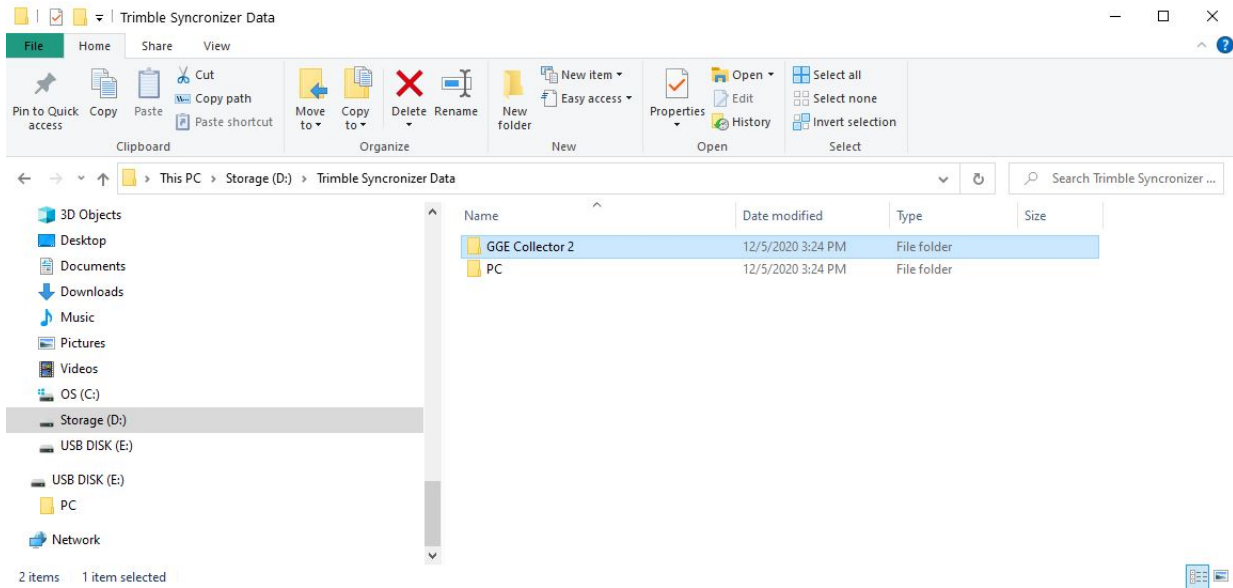 Trimble Syncronizer Data
File Home Share View
Pin to Quick access Copy Paste Cut Copy path Paste shortcut
Move to Copy to Delete Rename New folder New item Easy access
Properties Open Edit History Select all Select none Invert selection
Clipboard Organize New Open Select
This PC > Storage (D:) > Trimble Syncronizer Data Search Trimble Syncronizer ...
3D Objects
Desktop
Documents
Downloads
Music
Pictures
Videos
OS (C:)
Storage (D:)
USB DISK (E:)
USB DISK (E:)
PC
Network
Name Date modified Type Size
GGE Collector 2 12/5/2020 3:24 PM File folder
PC 12/5/2020 3:24 PM File folder
2 items 1 item selected